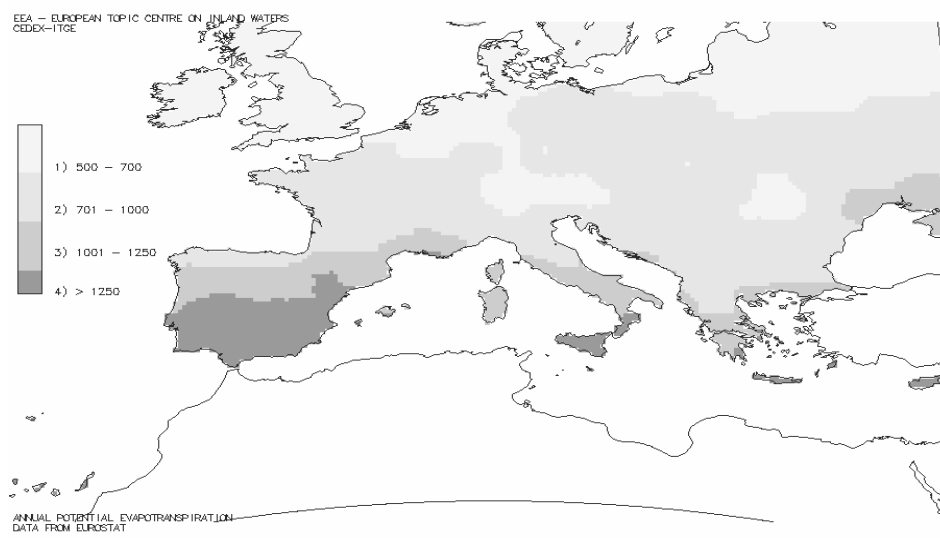 EEA – EUROPEAN TOPIC CENTRE ON INLAND WATERS
CEDEX–ITGE
1) 500 – 700
2) 701 – 1000
3) 1001 – 1250
4) > 1250
ANNUAL POTENTIAL EVAPOTRANSPIRATION
DATA FROM EUROSTAT